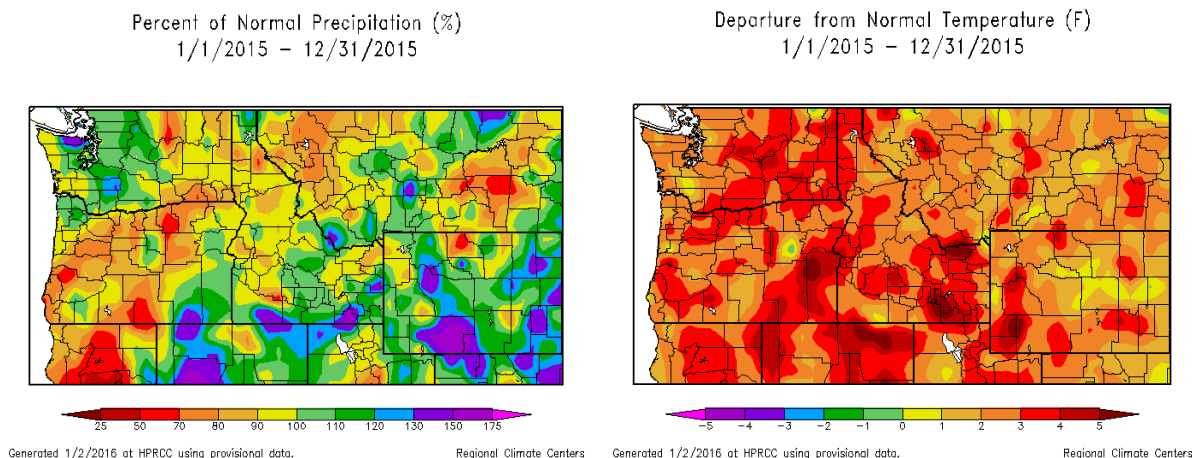 Percent of Normal Precipitation (%)
1/1/2015 – 12/31/2015
25 50 70 80 90 100 110 120 130 150 175
Generated 1/2/2016 at HPRCC using provisional data.
Regional Climate Centers
Departure from Normal Temperature (F)
1/1/2015 – 12/31/2015
-5 -4 -3 -2 -1 0 1 2 3 4 5
Generated 1/2/2016 at HPRCC using provisional data.
Regional Climate Centers